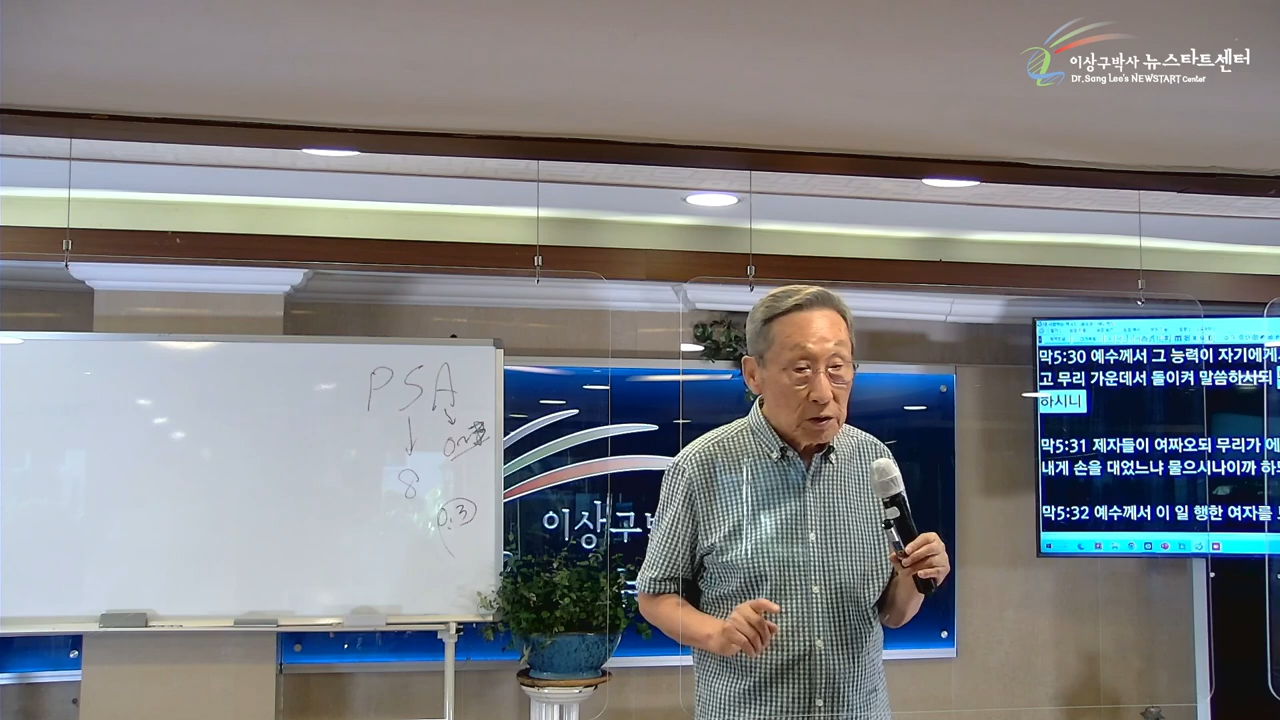 이상구박사 뉴스타트센터
Dr. Sang Lee's NEWSTART Center
PSA
8
0.3
이상구
막5:30 예수께서 그 능력이 자기에게
고 무리 가운데서 돌이켜 말씀하시되
하시니
막5:31 제자들이 여짜오되 무리가 에
내게 손을 대었느냐 물으시나이까 하
막5:32 예수께서 이 일 행한 여자를